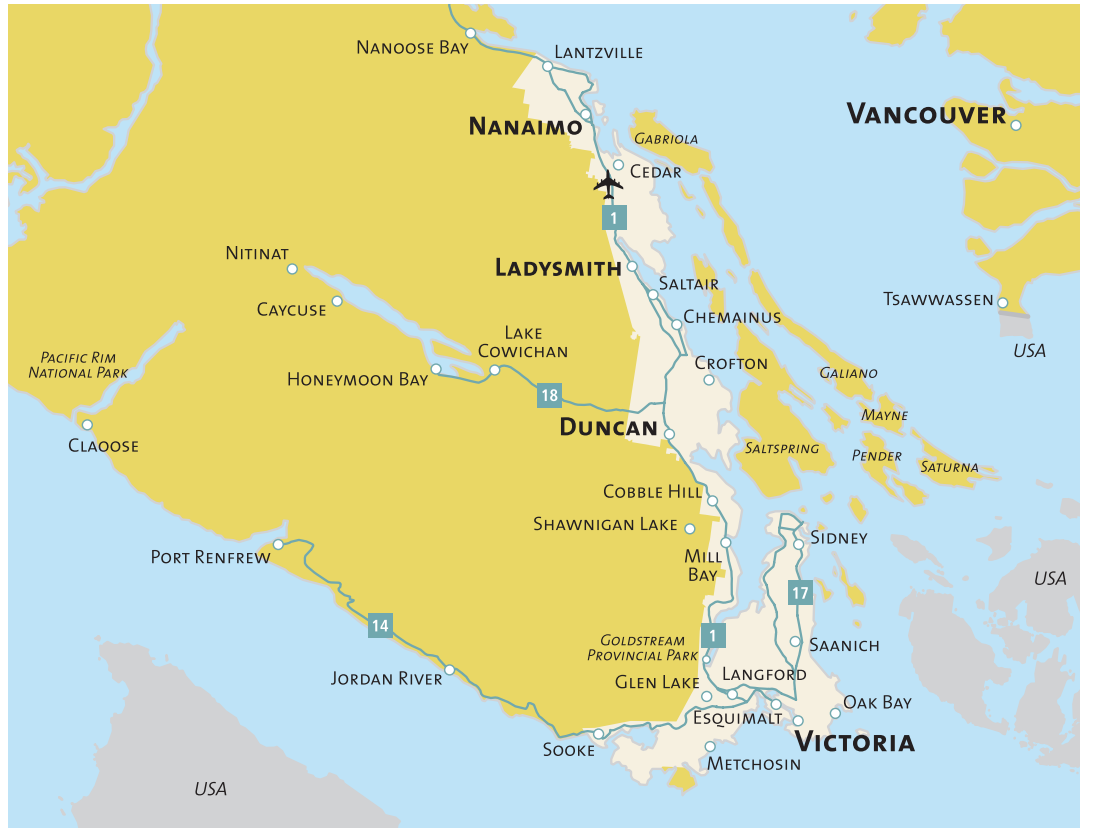 NANOOSE BAY
LANTZVILLE
NANAIMO
VANCOUVER
GABRIOLA
CEDAR
1
NITINAT
LADYSMITH
SALTAIR
CAYCUSE
TSAWWASSEN
CHEMAINUS
LAKE
COWICHAN
USA
PACIFIC RIM
NATIONAL PARK
HONEYMOON BAY
CROFTON
GALIANO
18
MAYNE
DUNCAN
CLAOOSE
SALTSPRING
PENDER
SATURNA
COBBLE HILL
SHAWNIGAN LAKE
SIDNEY
PORT RENFREW
MILL
BAY
USA
17
14
1
GOLDSTREAM
PROVINCIAL PARK
SAANICH
JORDAN RIVER
GLEN LAKE
LANGFORD
OAK BAY
ESQUIMALT
SOOKE
VICTORIA
METCHOSIN
USA